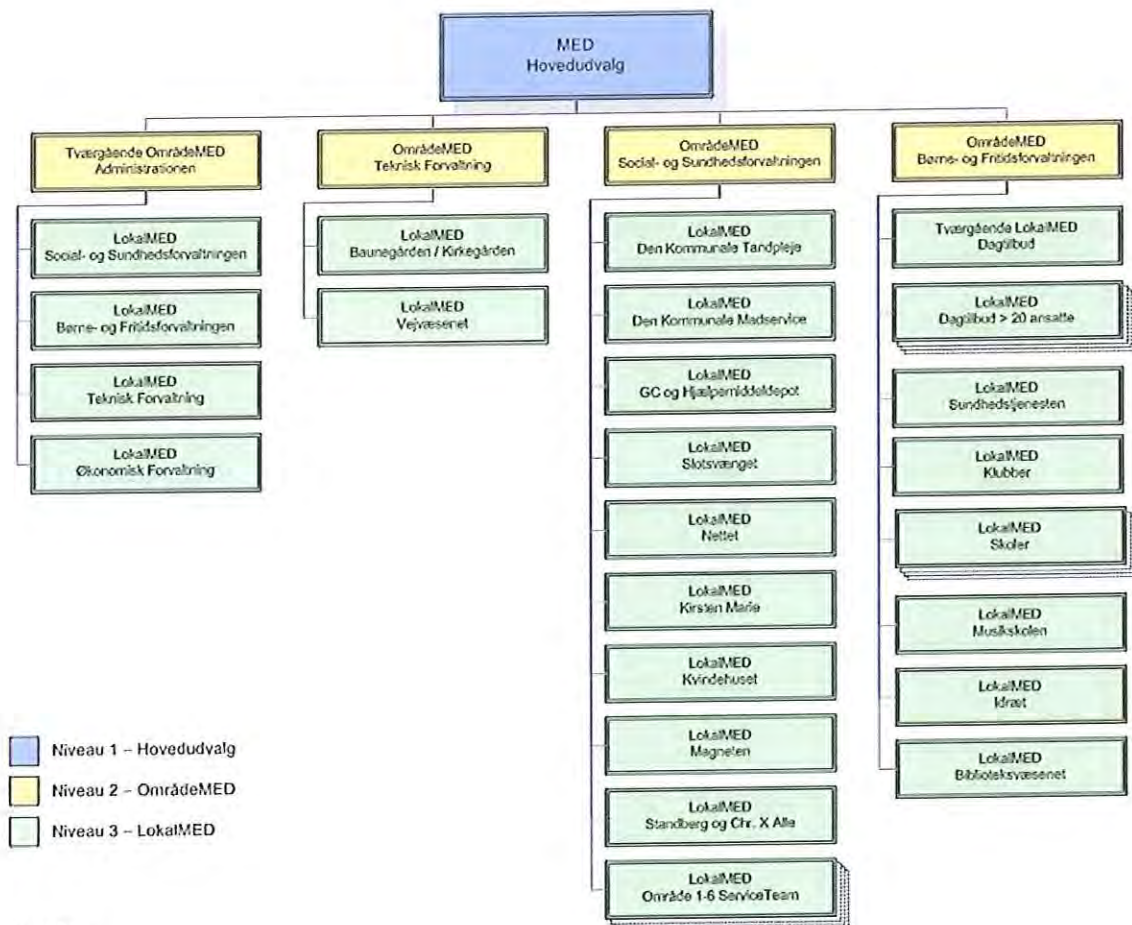 MED
Hovedudvalg
Tværgående OmrådeMED
Administrationen
LokalMED
Social- og Sundhedsforvaltningen
LokalMED
Børne- og Fritidsforvaltningen
LokalMED
Teknisk Forvaltning
LokalMED
Økonomisk Forvaltning
OmrådeMED
Teknisk Forvaltning
LokalMED
Baunegården / Kirkegården
LokalMED
Vejvæsenet
OmrådeMED
Social- og Sundhedsforvaltningen
LokalMED
Den Kommunale Tandpleje
LokalMED
Den Kommunale Madservice
LokalMED
GC og Hjælpemiddeldepot
LokalMED
Slotsvænget
LokalMED
Nettet
LokalMED
Kirsten Marie
LokalMED
Kvindehuset
LokalMED
Magneten
LokalMED
Standberg og Chr. X Alle
LokalMED
Område 1-6 ServiceTeam
OmrådeMED
Børne- og Fritidsforvaltningen
Tværgående LokalMED
Dagtilbud
LokalMED
Dagtilbud > 20 ansatte
LokalMED
Sundhedstjenesten
LokalMED
Klubber
LokalMED
Skoler
LokalMED
Musikskolen
LokalMED
Idræt
LokalMED
Biblioteksvæsenet
Niveau 1 – Hovedudvalg
Niveau 2 – OmrådeMED
Niveau 3 – LokalMED